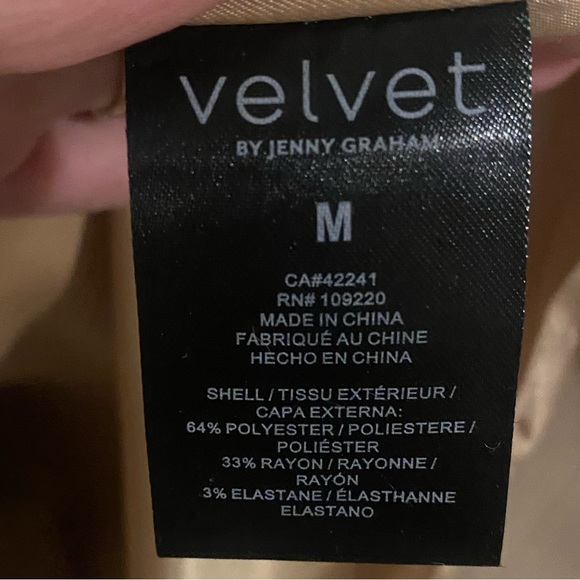 velvet
BY JENNY GRAHAM
M
CA#42241
RN# 109220
MADE IN CHINA
FABRIQUÉ AU CHINE
HECHO EN CHINA
SHELL / TISSU EXTÉRIEUR /
CAPA EXTERNA:
64% POLYESTER / POLIESTERE /
POLIÉSTER
33% RAYON / RAYONNE /
RAYÓN
3% ELASTANE / ÉLASTHANNE
ELASTANO